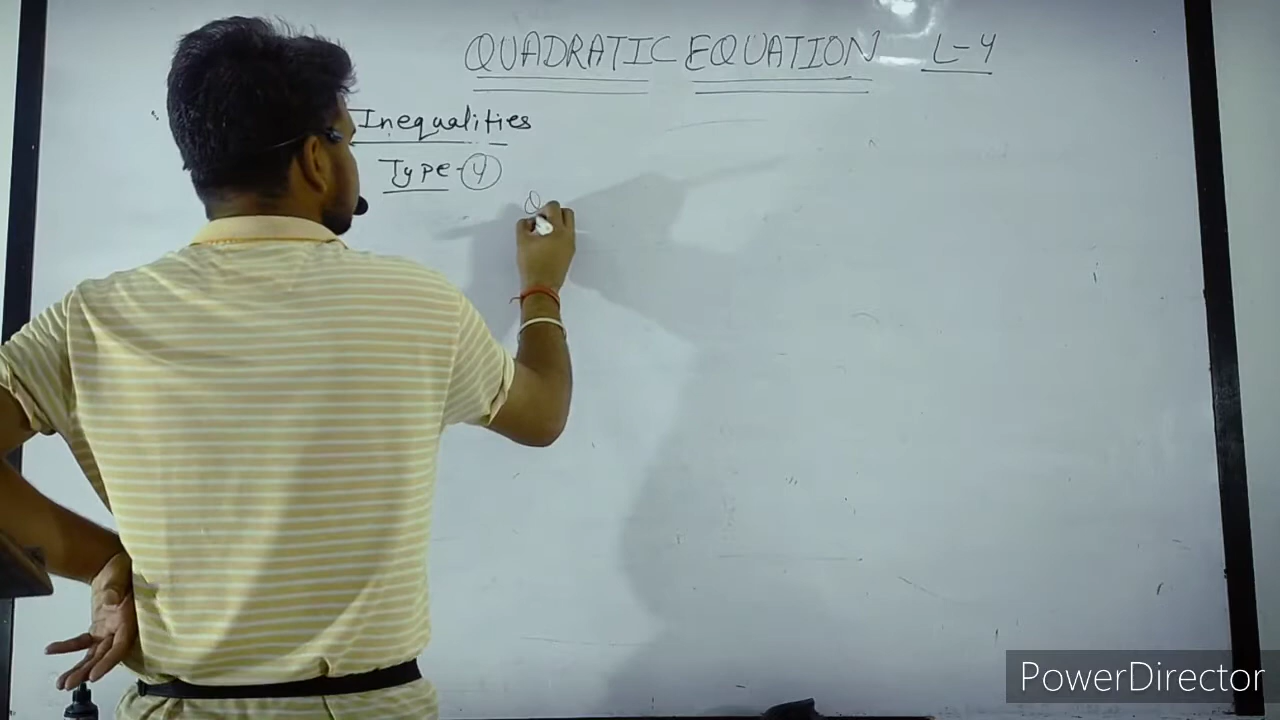 QUADRATIC EQUATION L-4
Inequalities
Type-4
Q
PowerDirector